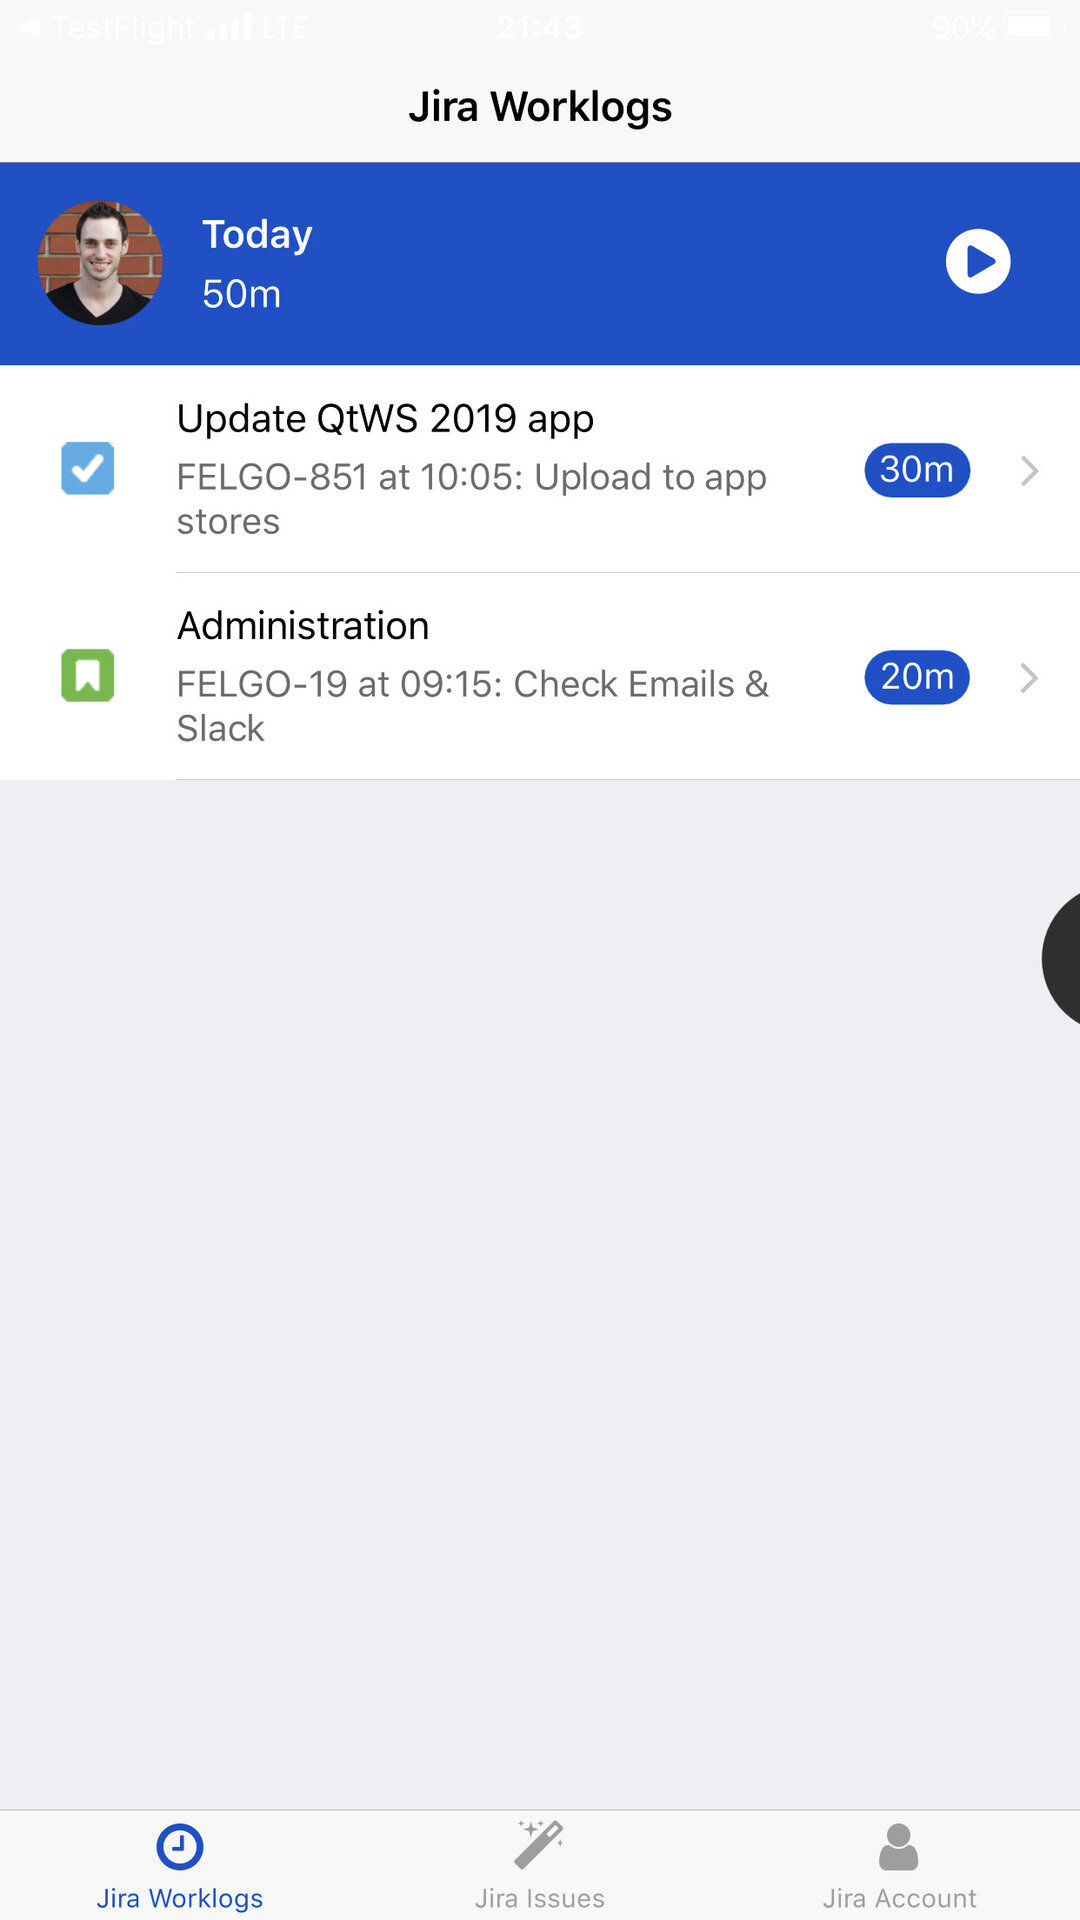 TestFlight LTE 21:43 90%
Jira Worklogs
Today
50m
Update QtWS 2019 app
FELGO-851 at 10:05: Upload to app
stores
30m
Administration
FELGO-19 at 09:15: Check Emails &
Slack
20m
Jira Worklogs Jira Issues Jira Account